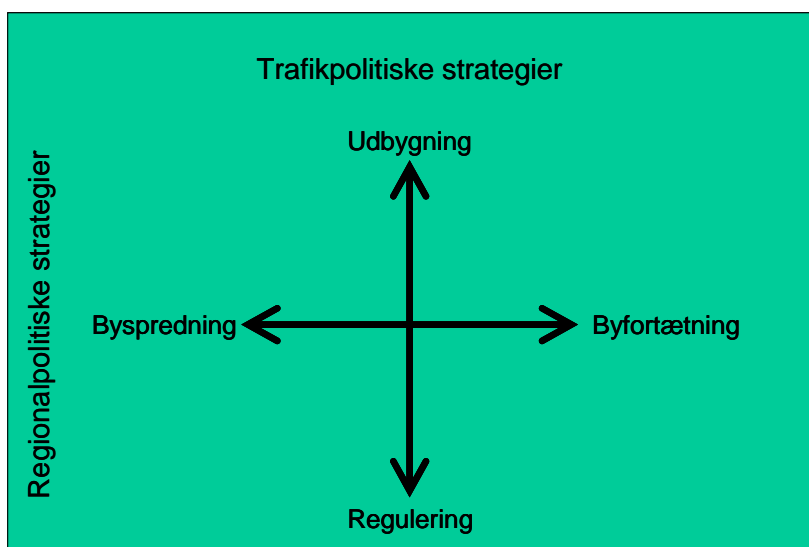 Trafikpolitiske strategier
Udbygning
Regionalpolitiske strategier
Byspredning
Byfortætning
Regulering